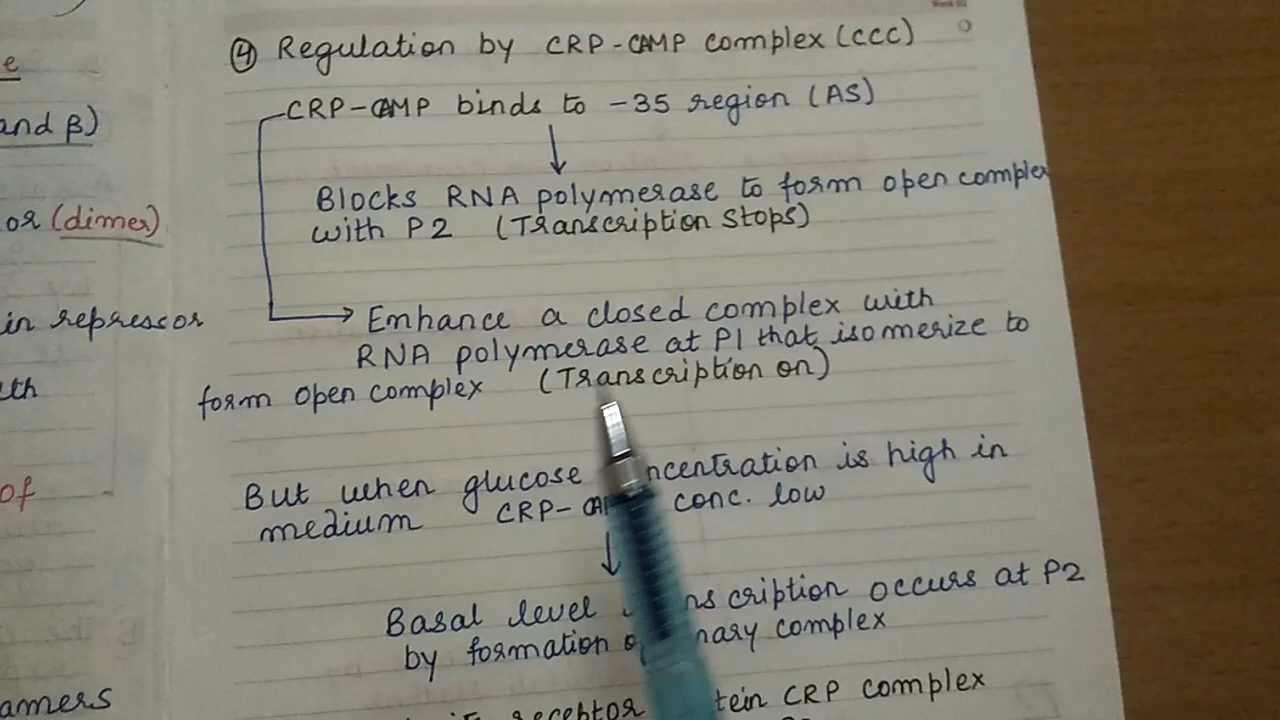 e
and β)
or (dimer)
in repressor
of
amers
④ Regulation by CRP-CAMP complex (CCC)
CRP-CAMP binds to -35 region (AS)
Blocks RNA polymerase to form open complex
with P2 (Transcription stops)
Enhance a closed complex with
RNA polymerase at P1 that isomerize to
form open complex (Transcription on)
But when glucose ncentration is high in
medium CRP- conc. low
Basal level scription occurs at P2
by formation nary complex
receptor tein CRP complex